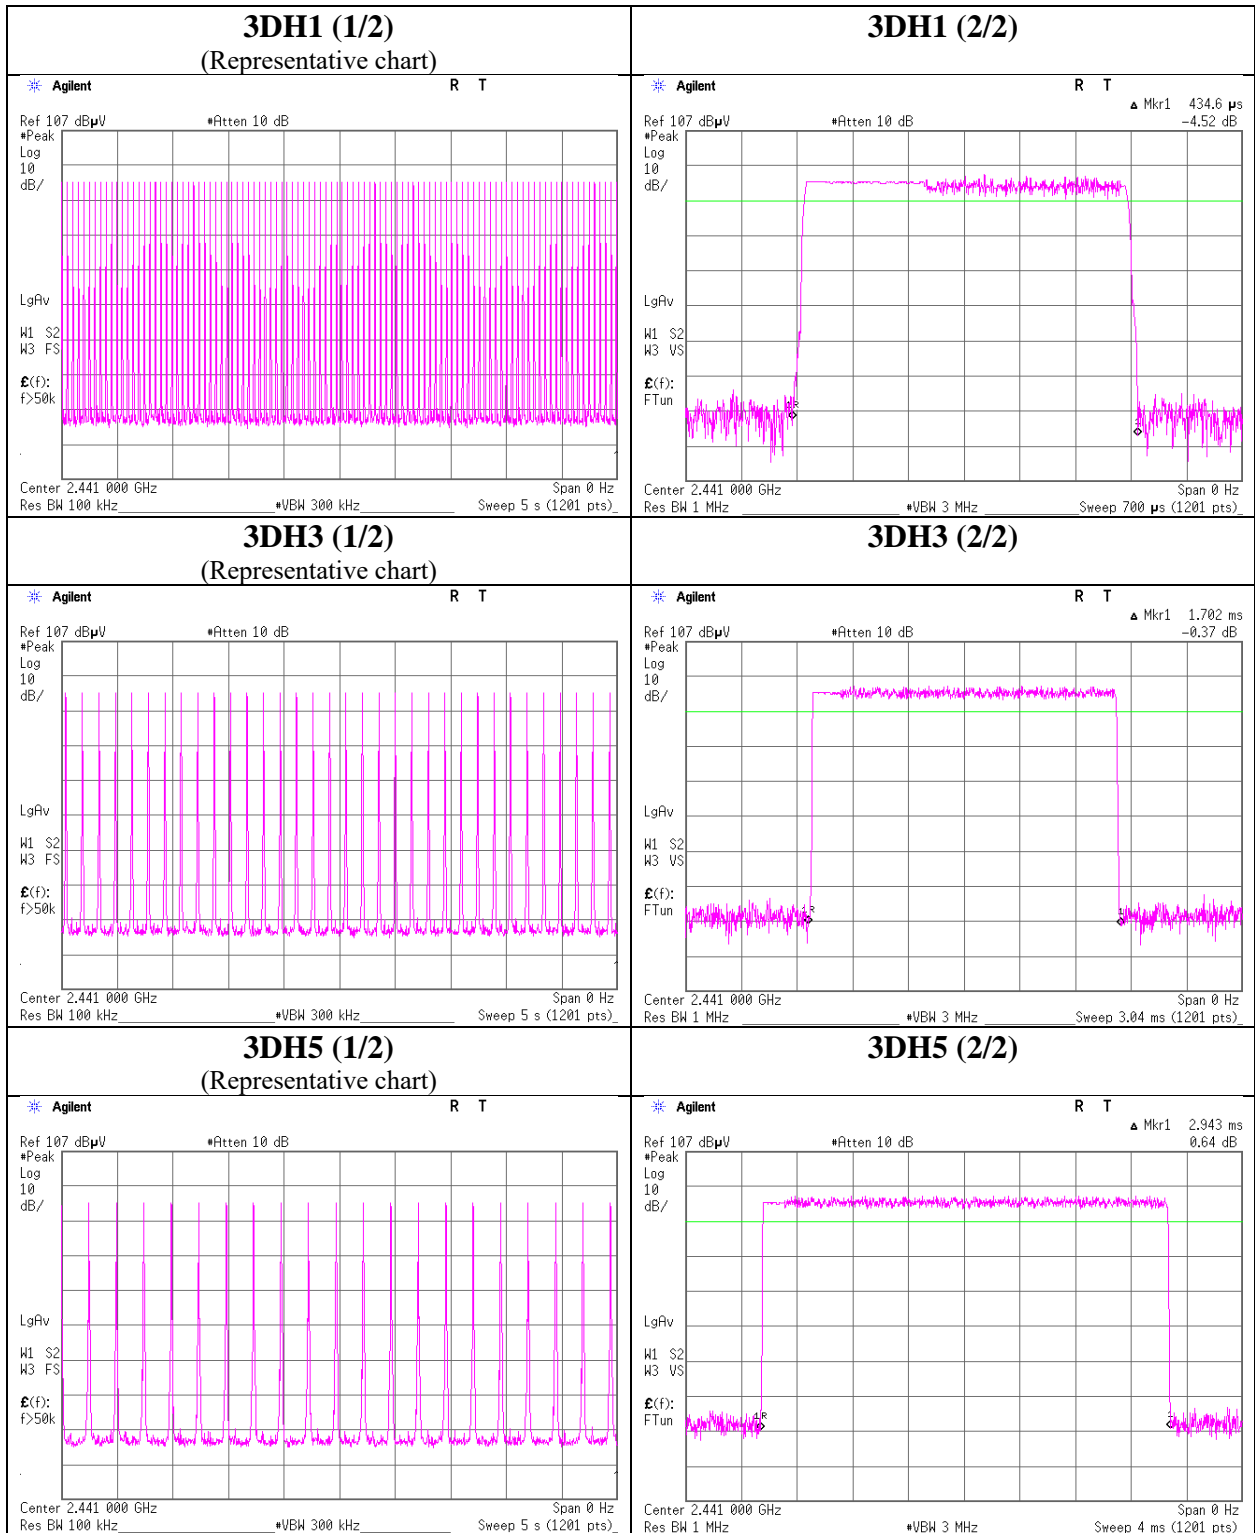 3DH1 (1/2)
(Representative chart)
Agilent
R T
Ref 107 dBµV
#Atten 10 dB
#Peak
Log
10
dB/
LgAv
W1 S2
W3 FS
£(f):
f>50k
Center 2.441 000 GHz
Span 0 Hz
Res BW 100 kHz
#VBW 300 kHz
Sweep 5 s (1201 pts)
3DH1 (2/2)
Agilent
R T
Δ Mkr1 434.6 µs
Ref 107 dBµV
#Atten 10 dB
-4.52 dB
#Peak
Log
10
dB/
LgAv
W1 S2
W3 VS
£(f):
FTun
1R
1
Center 2.441 000 GHz
Span 0 Hz
Res BW 1 MHz
#VBW 3 MHz
Sweep 700 µs (1201 pts)
3DH3 (1/2)
(Representative chart)
Agilent
R T
Ref 107 dBµV
#Atten 10 dB
#Peak
Log
10
dB/
LgAv
W1 S2
W3 FS
£(f):
f>50k
Center 2.441 000 GHz
Span 0 Hz
Res BW 100 kHz
#VBW 300 kHz
Sweep 5 s (1201 pts)
3DH3 (2/2)
Agilent
R T
Δ Mkr1 1.702 ms
Ref 107 dBµV
#Atten 10 dB
-0.37 dB
#Peak
Log
10
dB/
LgAv
W1 S2
W3 VS
£(f):
FTun
1R
1
Center 2.441 000 GHz
Span 0 Hz
Res BW 1 MHz
#VBW 3 MHz
Sweep 3.04 ms (1201 pts)
3DH5 (1/2)
(Representative chart)
Agilent
R T
Ref 107 dBµV
#Atten 10 dB
#Peak
Log
10
dB/
LgAv
W1 S2
W3 FS
£(f):
f>50k
Center 2.441 000 GHz
Span 0 Hz
Res BW 100 kHz
#VBW 300 kHz
Sweep 5 s (1201 pts)
3DH5 (2/2)
Agilent
R T
Δ Mkr1 2.943 ms
Ref 107 dBµV
#Atten 10 dB
0.64 dB
#Peak
Log
10
dB/
LgAv
W1 S2
W3 VS
£(f):
FTun
1R
1
Center 2.441 000 GHz
Span 0 Hz
Res BW 1 MHz
#VBW 3 MHz
Sweep 4 ms (1201 pts)